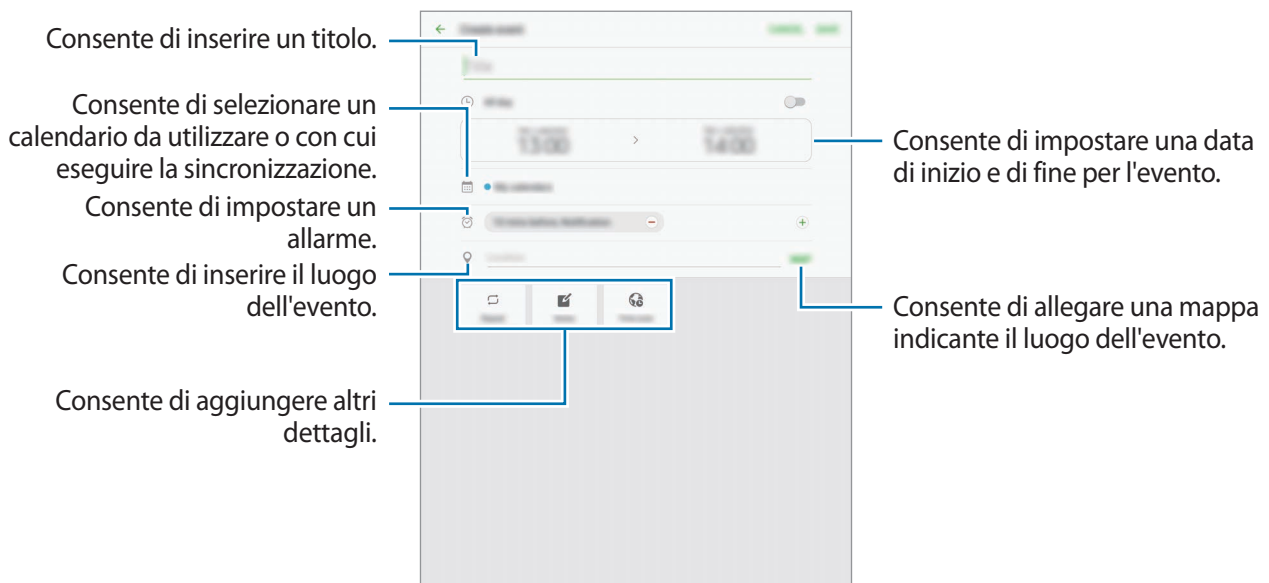 Consente di inserire un titolo.
Consente di selezionare un
calendario da utilizzare o con cui
eseguire la sincronizzazione.
Consente di impostare un
allarme.
Consente di inserire il luogo
dell'evento.
Consente di aggiungere altri
dettagli.
13:00
14:00
Consente di impostare una data
di inizio e di fine per l'evento.
Consente di allegare una mappa
indicante il luogo dell'evento.